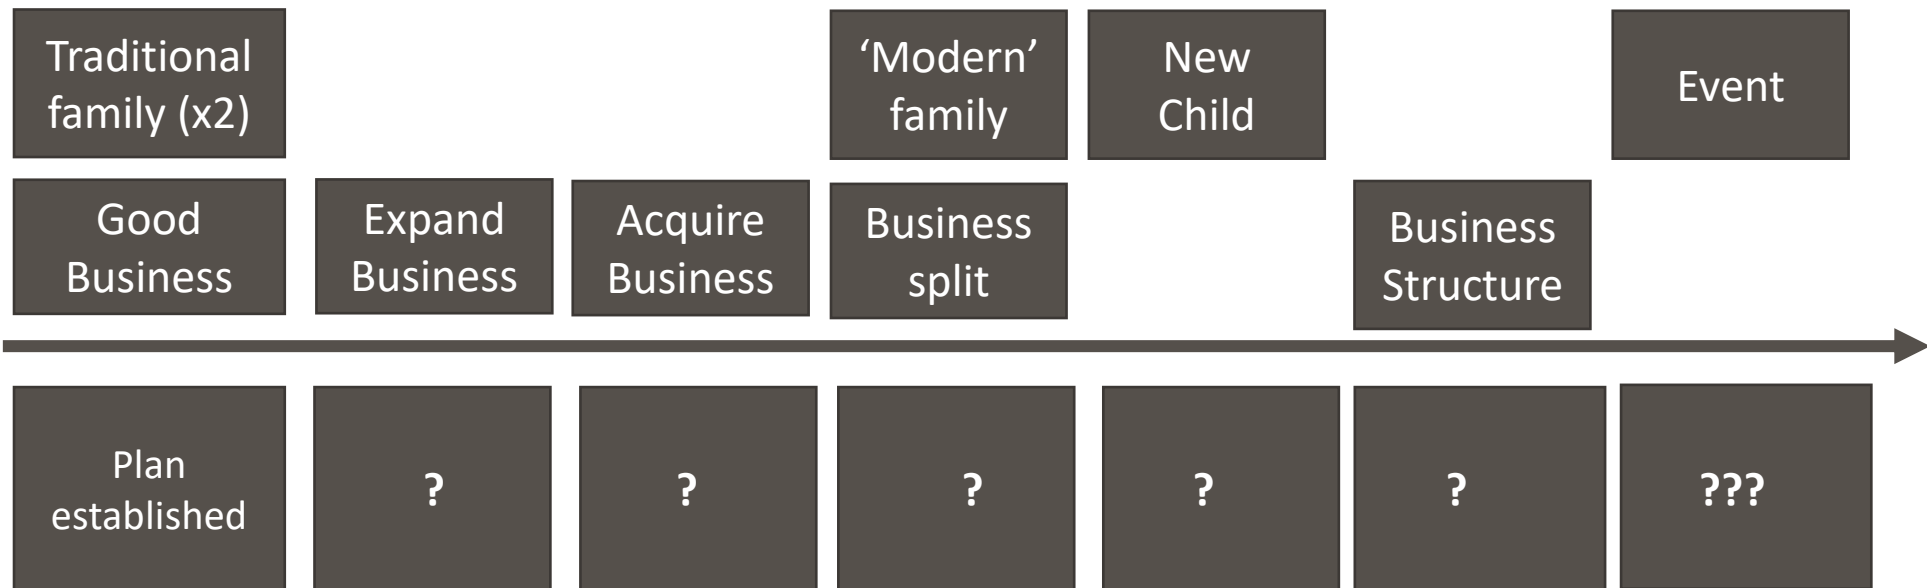 Traditional
family (x2)
‘Modern’
family
New
Child
Event
Good
Business
Expand
Business
Acquire
Business
Business
split
Business
Structure
Plan
established
?
?
?
?
?
???